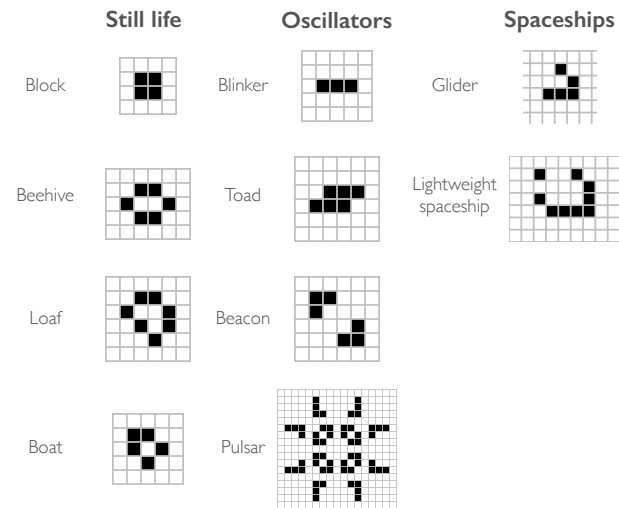 Still life
Oscillators
Spaceships
Block
Blinker
Glider
Beehive
Toad
Lightweight
spaceship
Loaf
Beacon
Boat
Pulsar